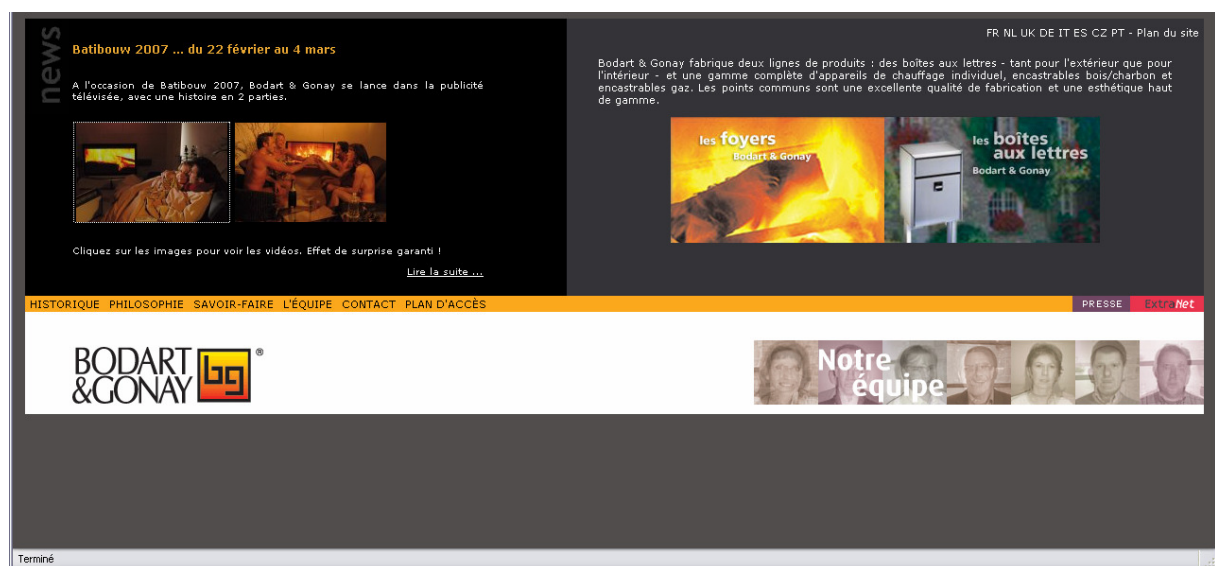 news
Batibouw 2007 ... du 22 février au 4 mars
A l'occasion de Batibouw 2007, Bodart & Gonay se lance dans la publicité
télévisée, avec une histoire en 2 parties.
Cliquez sur les images pour voir les vidéos. Effet de surprise garanti !
Lire la suite ...
FR NL UK DE IT ES CZ PT - Plan du site
Bodart & Gonay fabrique deux lignes de produits : des boîtes aux lettres - tant pour l'extérieur que pour
l'intérieur - et une gamme complète d'appareils de chauffage individuel, encastrables bois/charbon et
encastrables gaz. Les points communs sont une excellente qualité de fabrication et une esthétique haut
de gamme.
les foyers
Bodart & Gonay
les boîtes
aux lettres
Bodart & Gonay
HISTORIQUE PHILOSOPHIE SAVOIR-FAIRE L'ÉQUIPE CONTACT PLAN D'ACCÈS
PRESSE ExtraNet
BODART
&GONAY
bg ®
Notre
équipe
Terminé